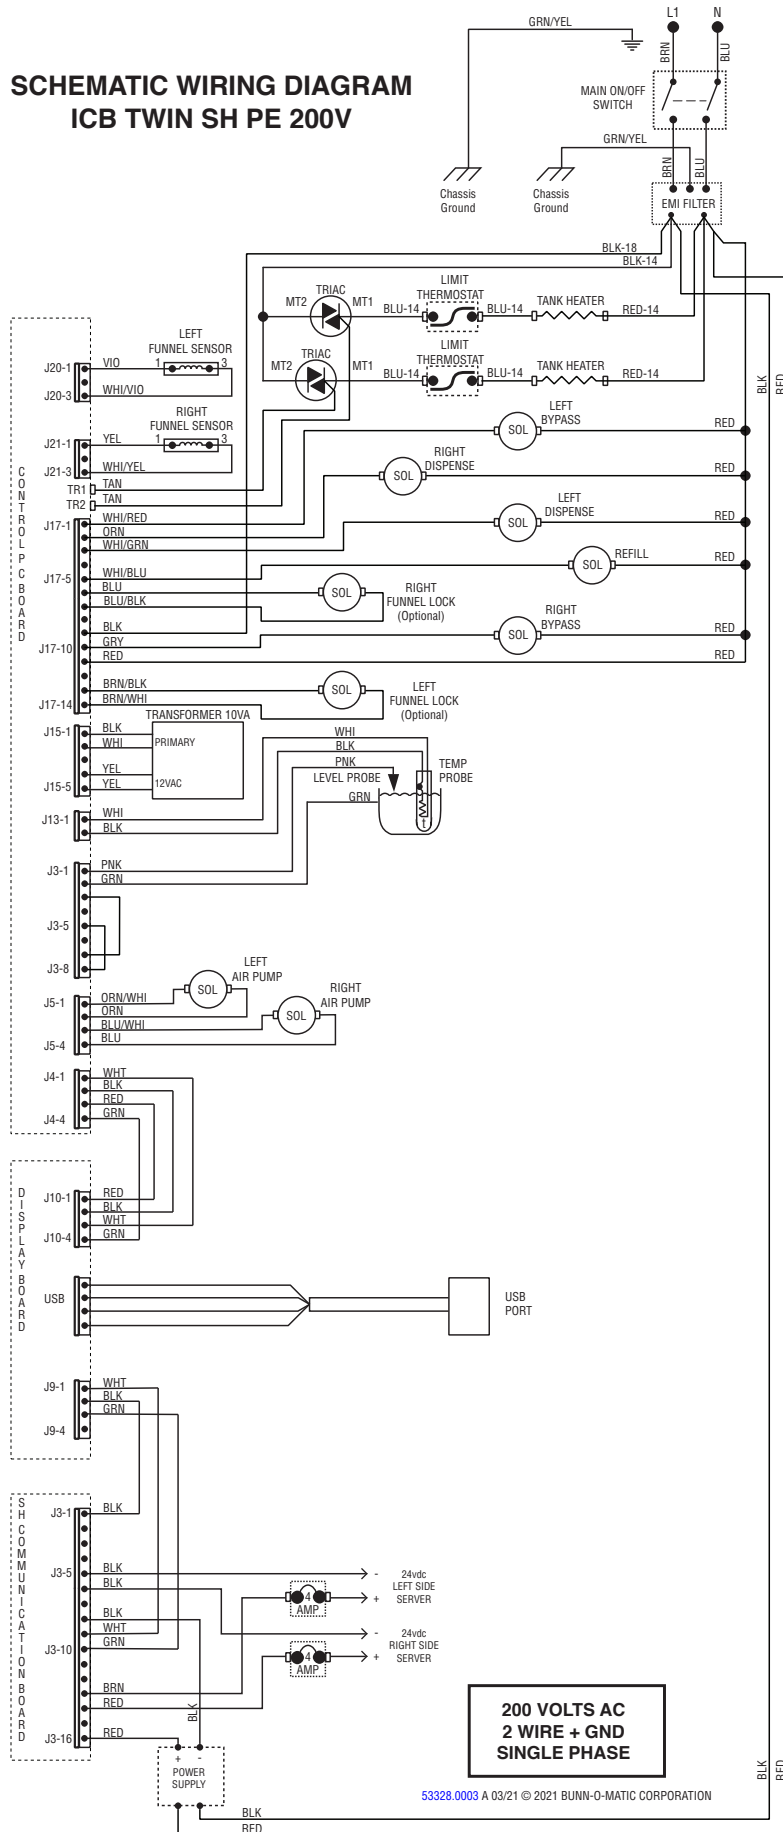 L1 N
GRN/YEL
BRN
BLU
SCHEMATIC WIRING DIAGRAM
ICB TWIN SH PE 200V
MAIN ON/OFF
SWITCH
GRN/YEL
BRN
BLU
Chassis
Ground
Chassis
Ground
EMI FILTER
BLK-18
BLK-14
TRIAC
MT2 MT1
BLU-14
LIMIT
THERMOSTAT
BLU-14
TANK HEATER
RED-14
TRIAC
MT2 MT1
BLU-14
LIMIT
THERMOSTAT
BLU-14
TANK HEATER
RED-14
BLK
RED
CONTROL PC BOARD
LEFT
FUNNEL SENSOR
J20-1 VIO 1 3
J20-3 WHI/VIO
RIGHT
FUNNEL SENSOR
J21-1 YEL 1 3
J21-3 WHI/YEL
TR1 TAN
TR2 TAN
SOL
LEFT
BYPASS
RED
SOL
RIGHT
DISPENSE
RED
SOL
LEFT
DISPENSE
RED
J17-1 WHI/RED
ORN
WHI/GRN
J17-5 WHI/BLU
SOL REFILL RED
BLU
BLU/BLK
SOL
RIGHT
FUNNEL LOCK
(Optional)
BLK
J17-10 GRY
SOL
RIGHT
BYPASS
RED
RED RED
BRN/BLK
J17-14 BRN/WHI
SOL
LEFT
FUNNEL LOCK
(Optional)
TRANSFORMER 10VA
J15-1 BLK
WHI PRIMARY
YEL
J15-5 YEL 12VAC
WHI
BLK
PNK
LEVEL PROBE
TEMP
PROBE
GRN
t
J13-1 WHI
BLK
J3-1 PNK
GRN
J3-5
J3-8
LEFT
AIR PUMP
SOL
RIGHT
AIR PUMP
SOL
J5-1 ORN/WHI
ORN
BLU/WHI
J5-4 BLU
J4-1 WHT
BLK
RED
J4-4 GRN
DISPLAY BOARD
J10-1 RED
BLK
WHT
J10-4 GRN
USB
USB
PORT
J9-1 WHT
BLK
GRN
J9-4
SH COMMUNICATION BOARD
J3-1 BLK
J3-5 BLK
BLK
BLK
WHT
J3-10 GRN
BRN
RED
J3-16 RED
BLK
4
AMP
-
+
24vdc
LEFT SIDE
SERVER
4
AMP
-
+
24vdc
RIGHT SIDE
SERVER
+ -
POWER
SUPPLY
200 VOLTS AC
2 WIRE + GND
SINGLE PHASE
BLK
RED
53328.0003 A 03/21 © 2021 BUNN-O-MATIC CORPORATION
BLK
RED